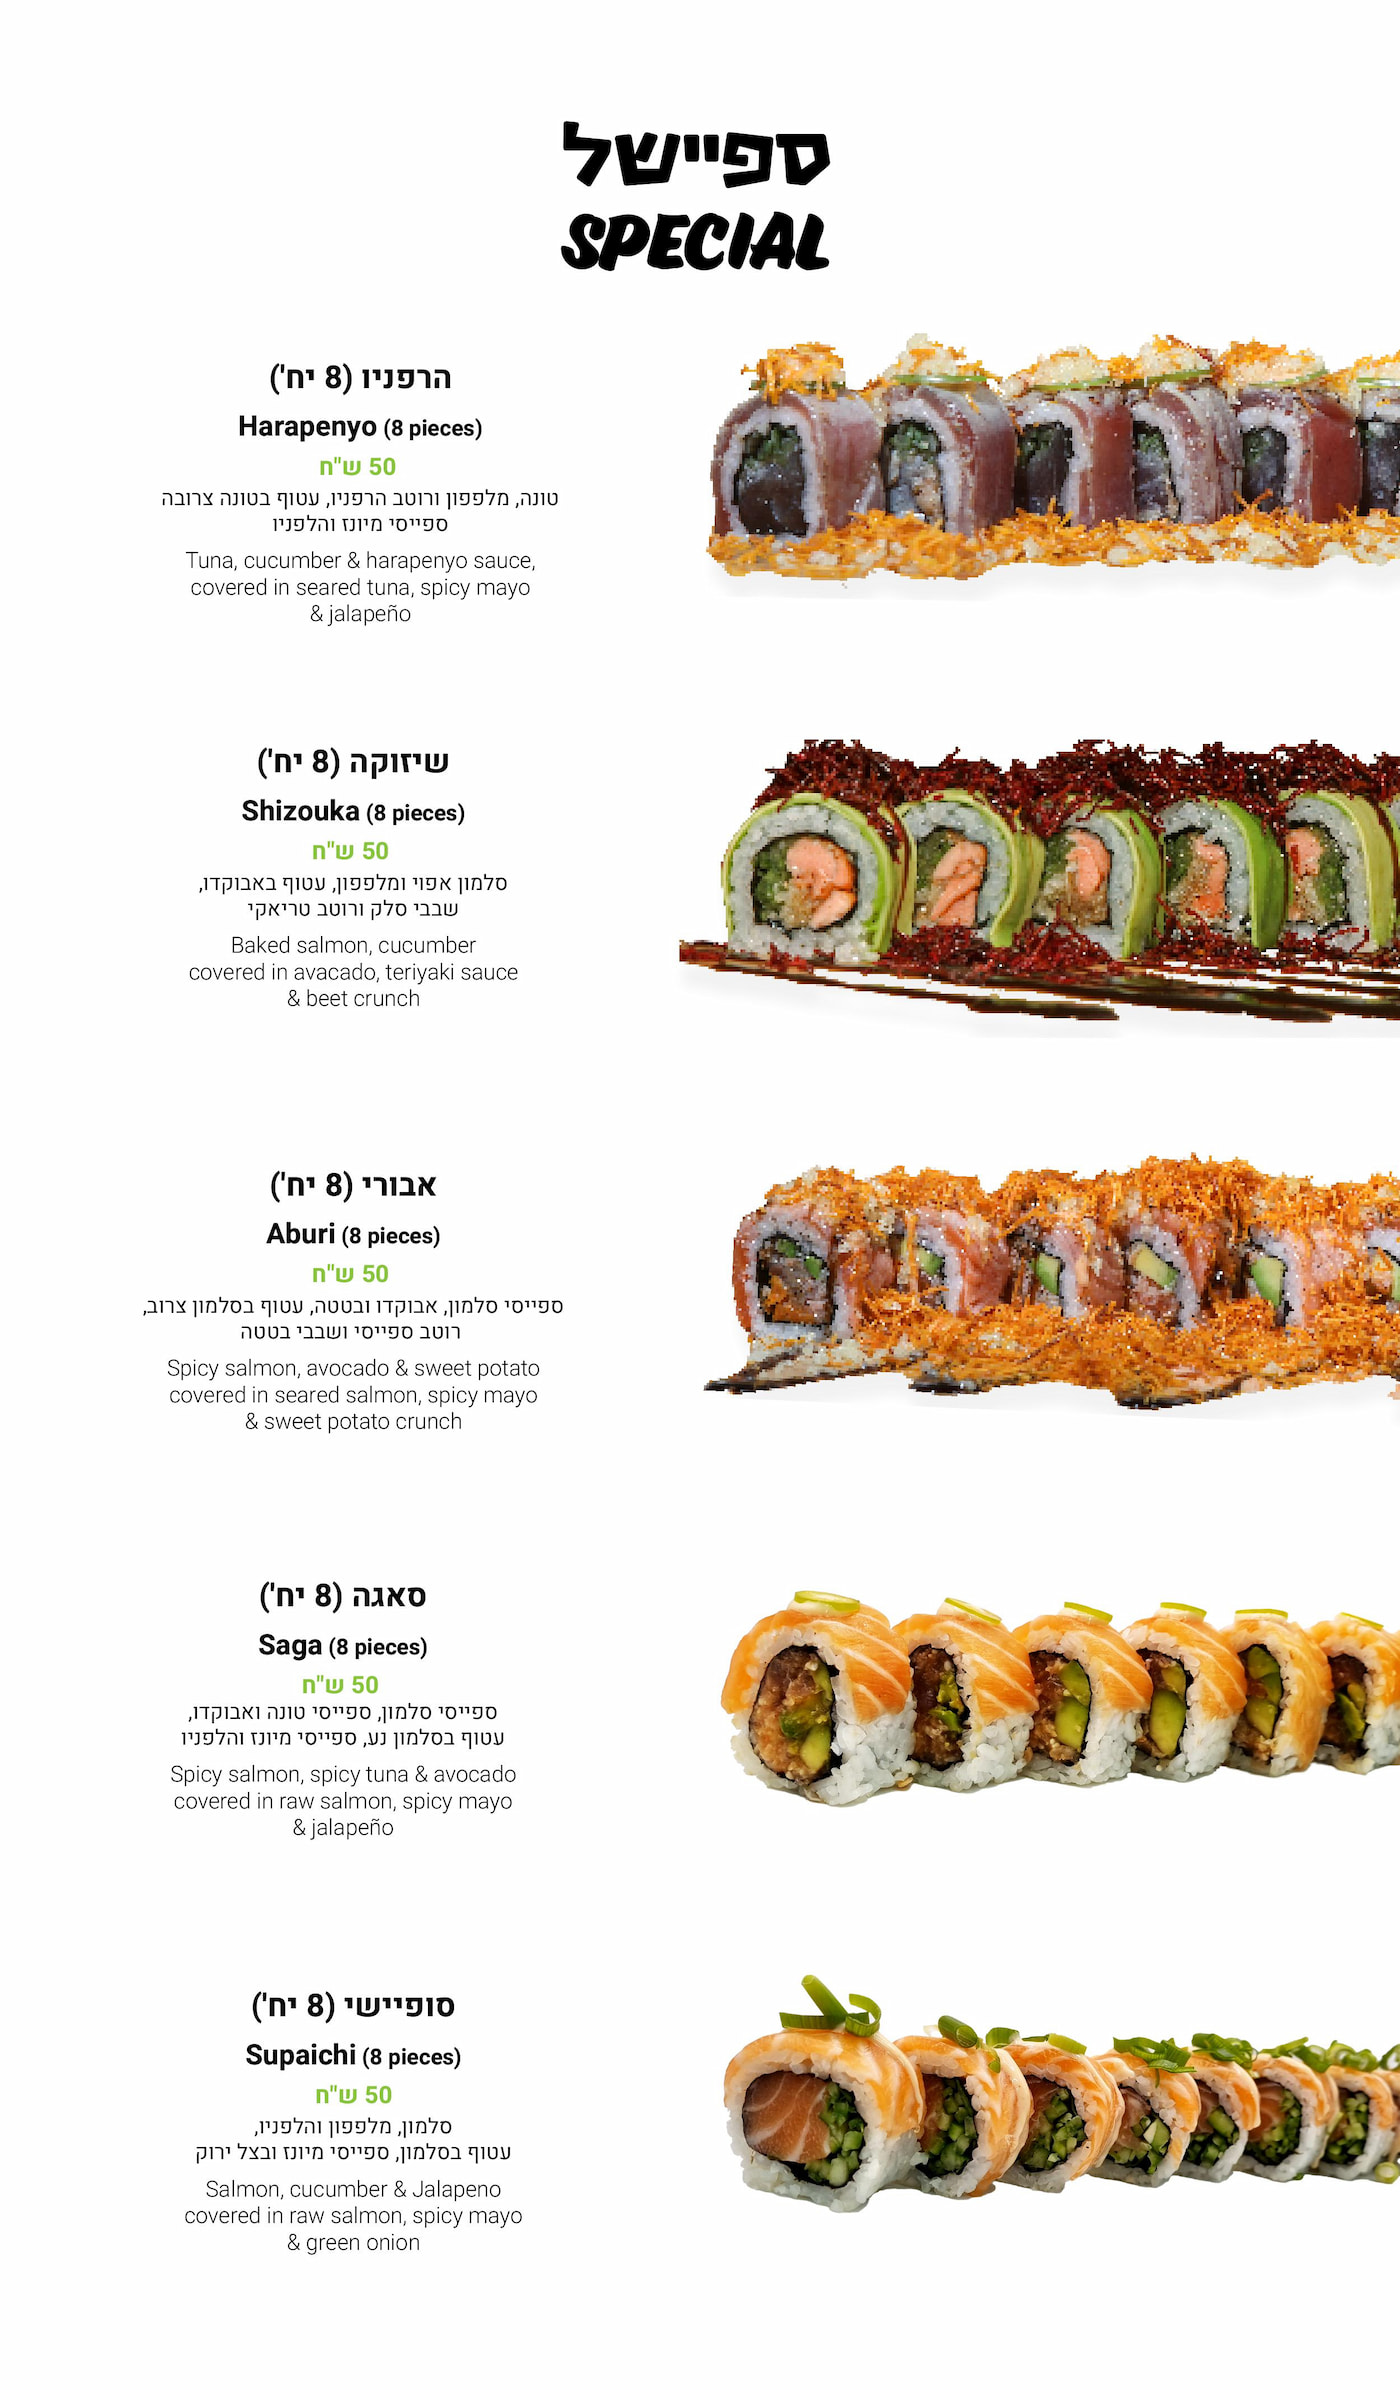 ספיישל
SPECIAL
הרפניו (8 יח')
Harapenyo (8 pieces)
50 ש"ח
טונה, מלפפון ורוטב הרפניו, עטוף בטונה צרובה
ספייסי מיונז והלפניו
Tuna, cucumber & harapenyo sauce,
covered in seared tuna, spicy mayo
& jalapeño
שיזוקה (8 יח')
Shizouka (8 pieces)
50 ש"ח
סלמון אפוי ומלפפון, עטוף באבוקדו,
שבבי סלק ורוטב טריאקי
Baked salmon, cucumber
covered in avacado, teriyaki sauce
& beet crunch
אבורי (8 יח')
Aburi (8 pieces)
50 ש"ח
ספייסי סלמון, אבוקדו ובטטה, עטוף בסלמון צרוב,
רוטב ספייסי ושבבי בטטה
Spicy salmon, avocado & sweet potato
covered in seared salmon, spicy mayo
& sweet potato crunch
סאגה (8 יח')
Saga (8 pieces)
50 ש"ח
ספייסי סלמון, ספייסי טונה ואבוקדו,
עטוף בסלמון נע, ספייסי מיונז והלפניו
Spicy salmon, spicy tuna & avocado
covered in raw salmon, spicy mayo
& jalapeño
סופיישי (8 יח')
Supaichi (8 pieces)
50 ש"ח
סלמון, מלפפון והלפניו,
עטוף בסלמון, ספייסי מיונז ובצל ירוק
Salmon, cucumber & Jalapeno
covered in raw salmon, spicy mayo
& green onion